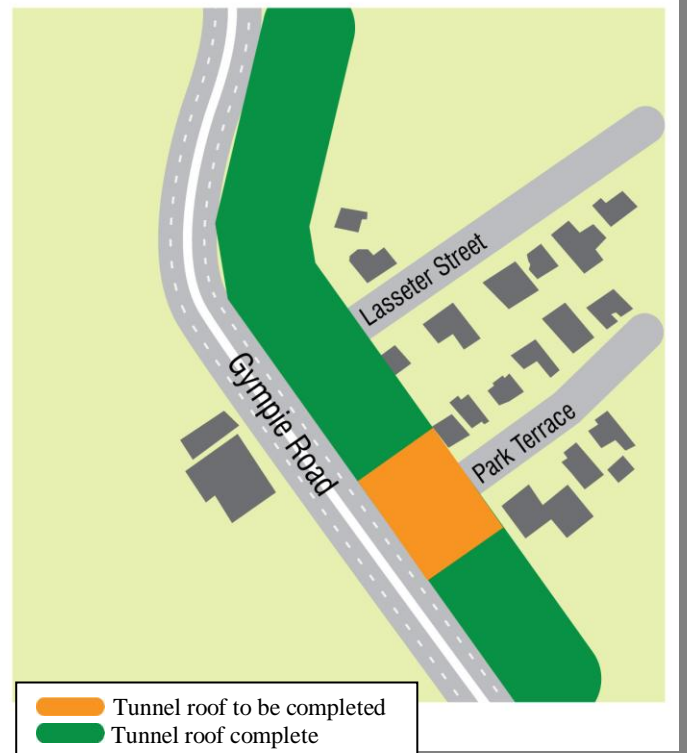 Lasseter Street
Gympie Road
Park Terrace
Tunnel roof to be completed
Tunnel roof complete